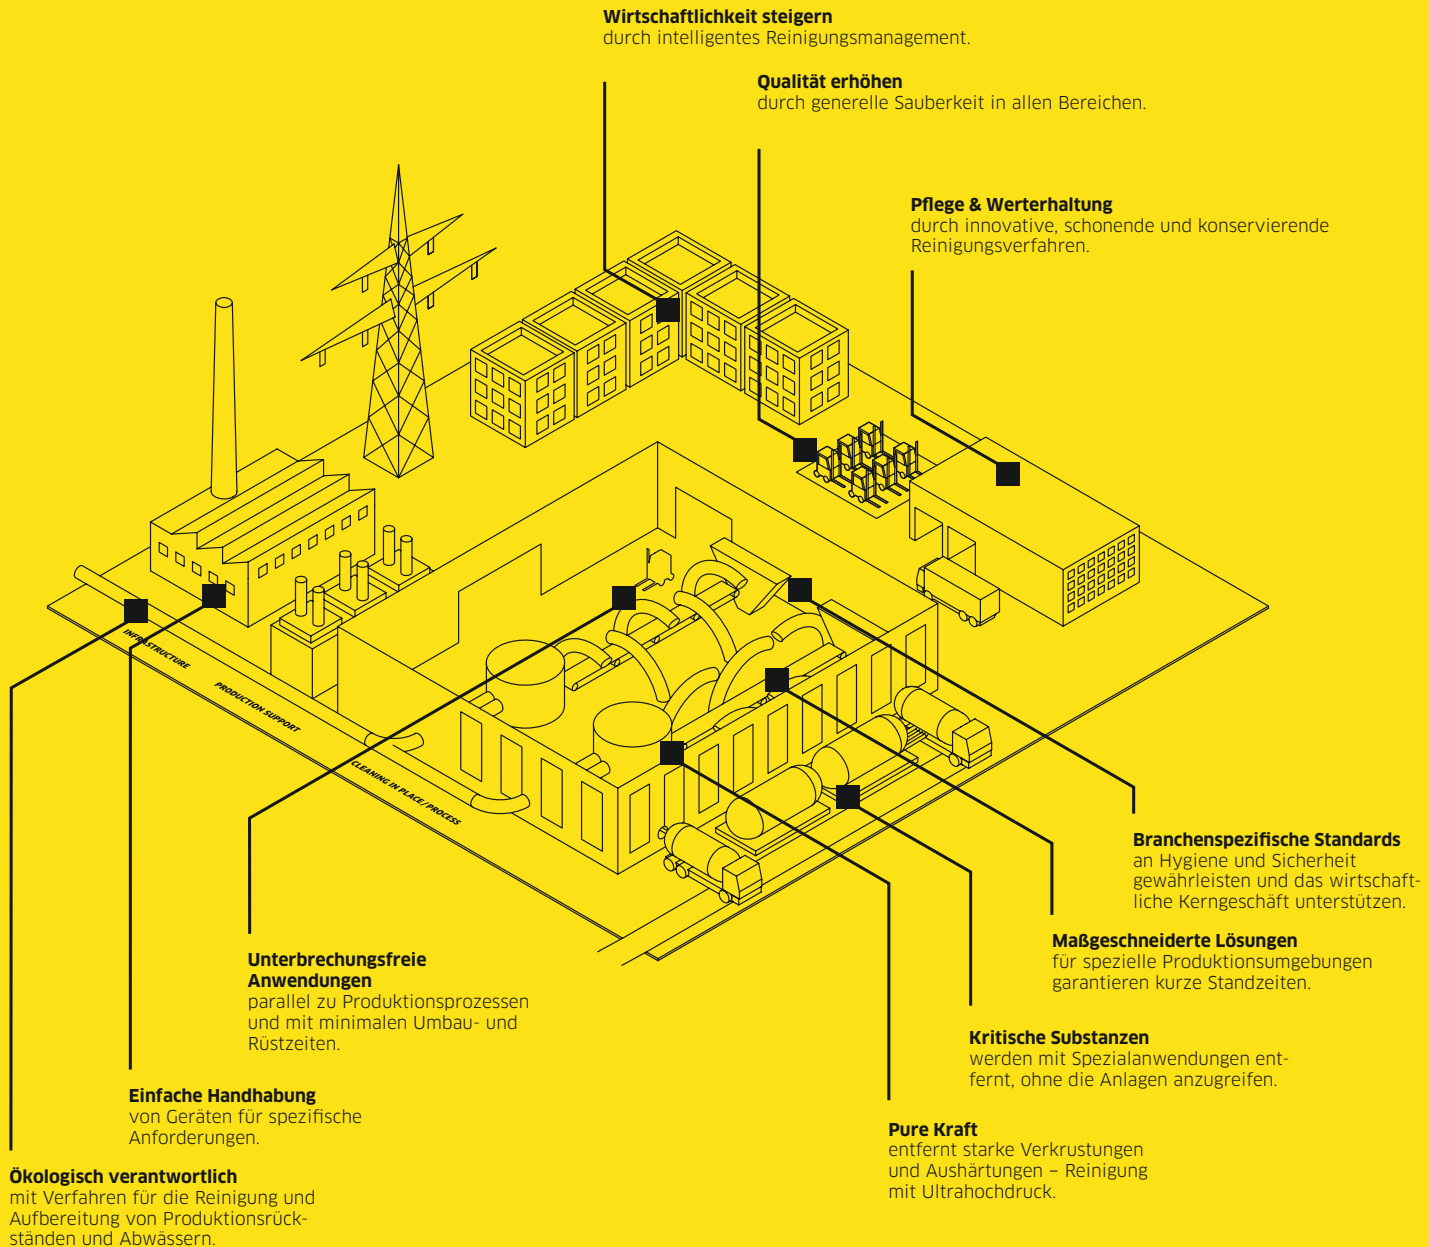 Wirtschaftlichkeit steigern
durch intelligentes Reinigungsmanagement.
Qualität erhöhen
durch generelle Sauberkeit in allen Bereichen.
Pflege & Werterhaltung
durch innovative, schonende und konservierende
Reinigungsverfahren.
INFRASTRUCTURE
PRODUCTION SUPPORT
CLEANING IN PLACE/PROCESS
Branchenspezifische Standards
an Hygiene und Sicherheit
gewährleisten und das wirtschaft-
liche Kerngeschäft unterstützen.
Maßgeschneiderte Lösungen
für spezielle Produktionsumgebungen
garantieren kurze Standzeiten.
Unterbrechungsfreie
Anwendungen
parallel zu Produktionsprozessen
und mit minimalen Umbau- und
Rüstzeiten.
Kritische Substanzen
werden mit Spezialanwendungen ent-
fernt, ohne die Anlagen anzugreifen.
Einfache Handhabung
von Geräten für spezifische
Anforderungen.
Pure Kraft
entfernt starke Verkrustungen
und Aushärtungen – Reinigung
mit Ultrahochdruck.
Ökologisch verantwortlich
mit Verfahren für die Reinigung und
Aufbereitung von Produktionsrück-
ständen und Abwässern.